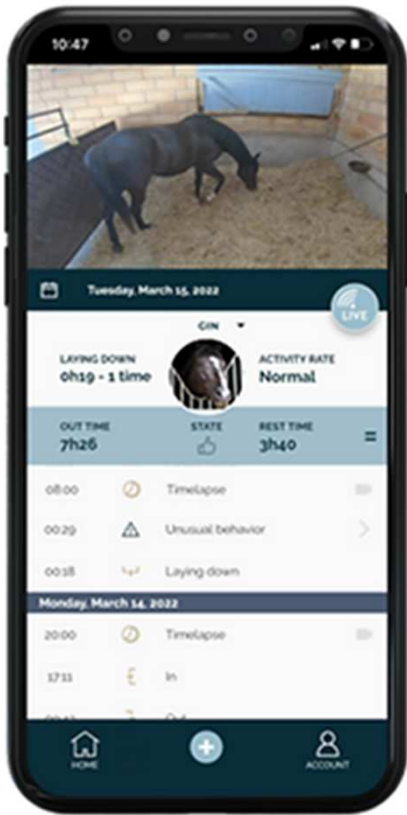 10:47
Tuesday, March 15, 2022
LIVE
GIN
LAYING DOWN
0h19 - 1 time
ACTIVITY RATE
Normal
OUT TIME
7h26
STATE
REST TIME
3h40
08:00 Timelapse
00:29 Unusual behavior
00:18 Laying down
Monday, March 14, 2022
20:00 Timelapse
17:11 In
Out
HOME
ACCOUNT